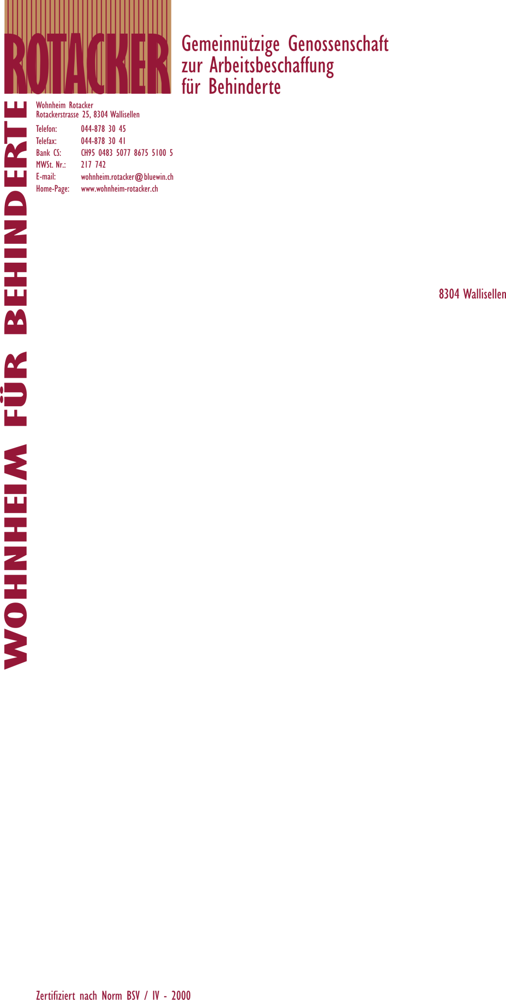 ROTACKER
Gemeinnützige Genossenschaft
zur Arbeitsbeschaffung
für Behinderte
Wohnheim Rotacker
Rotackerstrasse 25, 8304 Wallisellen
Telefon: 044-878 30 45
Telefax: 044-878 30 41
Bank CS: CH95 0483 5077 8675 5100 5
MWSt. Nr.: 217 742
E-mail: wohnheim.rotacker@bluewin.ch
Home-Page: www.wohnheim-rotacker.ch
WOHNHEIM FÜR BEHINDERTE
8304 Wallisellen
Zertifiziert nach Norm BSV / IV - 2000